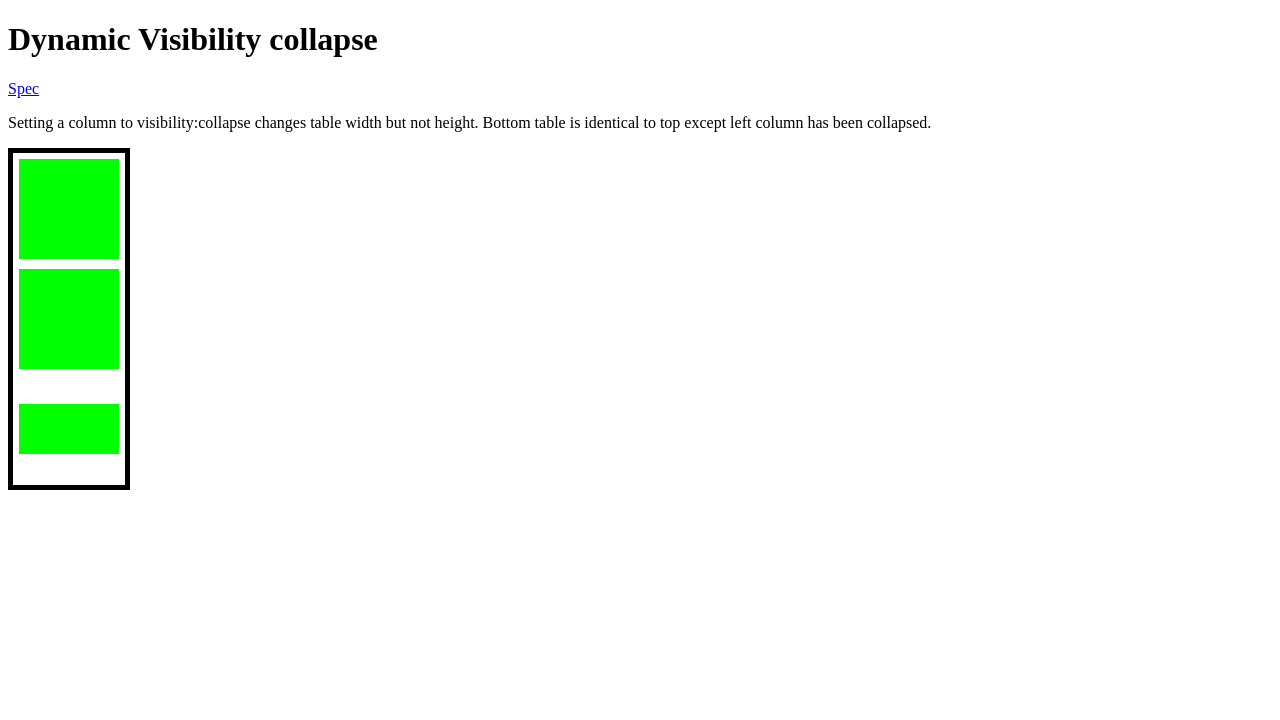 Dynamic Visibility collapse
Spec
Setting a column to visibility:collapse changes table width but not height. Bottom table is identical to top except left column has been collapsed.